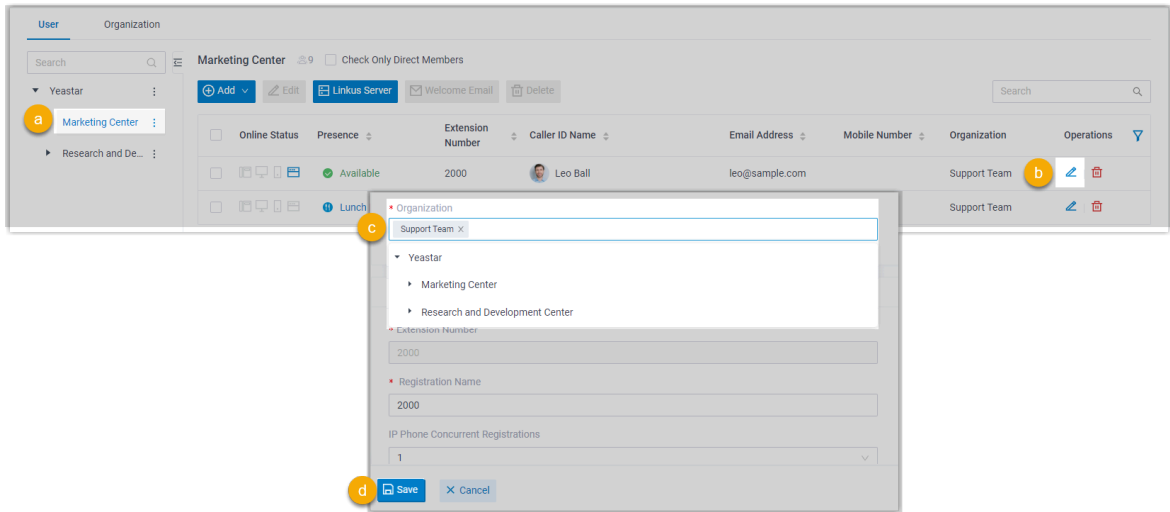 User Organization
Search
Marketing Center 9 Check Only Direct Members
Yeastar
Add Edit Linkus Server Welcome Email Delete Search
a Marketing Center
Online Status Presence Extension Number Caller ID Name Email Address Mobile Number Organization Operations
Research and De...
Available 2000 Leo Ball leo@sample.com Support Team b
Lunch Support Team
* Organization
c Support Team X
Yeastar
Marketing Center
Research and Development Center
* Extension Number
2000
* Registration Name
2000
IP Phone Concurrent Registrations
1
d Save X Cancel